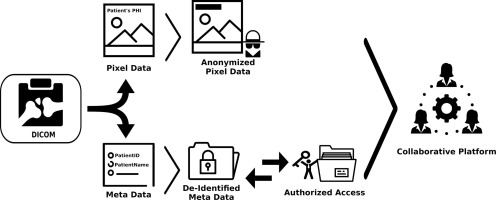 Patient's PHI
Pixel Data
Anonymized
Pixel Data
DICOM
PatientID
PatientName
Meta Data
De-Identified
Meta Data
Authorized Access
Collaborative Platform